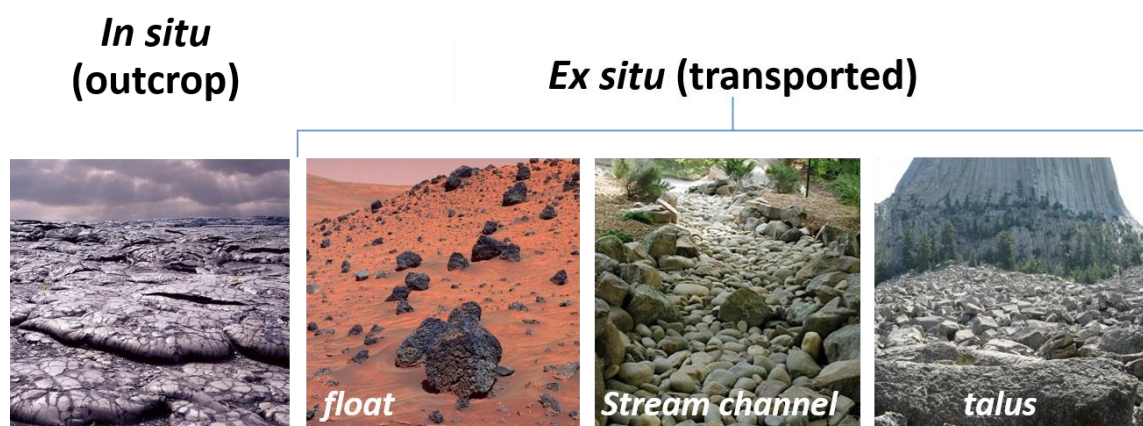 In situ
(outcrop)
Ex situ (transported)
float
Stream channel
talus